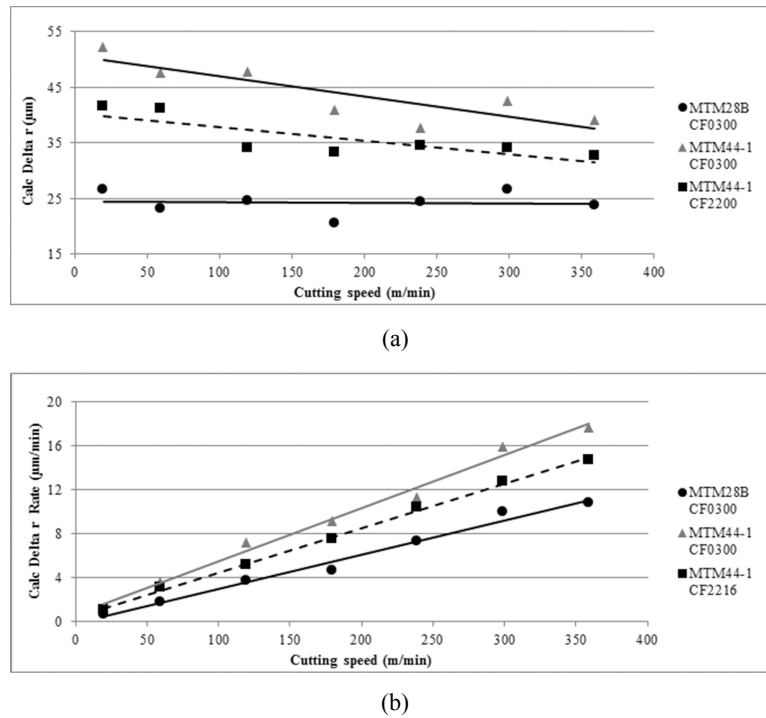 55
45
35
25
15
Calc Delta r (µm)
0 50 100 150 200 250 300 350 400
Cutting speed (m/min)
MTM28B
CF0300
MTM44-1
CF0300
MTM44-1
CF2200
(a)
20
16
12
8
4
0
Calc Delta r Rate (µm/min)
0 50 100 150 200 250 300 350 400
Cutting speed (m/min)
MTM28B
CF0300
MTM44-1
CF0300
MTM44-1
CF2216
(b)